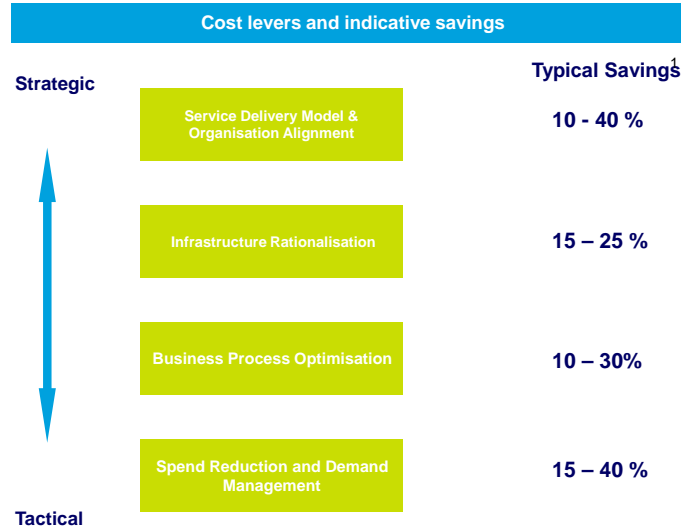 Cost levers and indicative savings
Strategic
Typical Savings1
Service Delivery Model &
Organisation Alignment
10 - 40 %
Infrastructure Rationalisation
15 – 25 %
Business Process Optimisation
10 – 30%
Spend Reduction and Demand
Management
15 – 40 %
Tactical